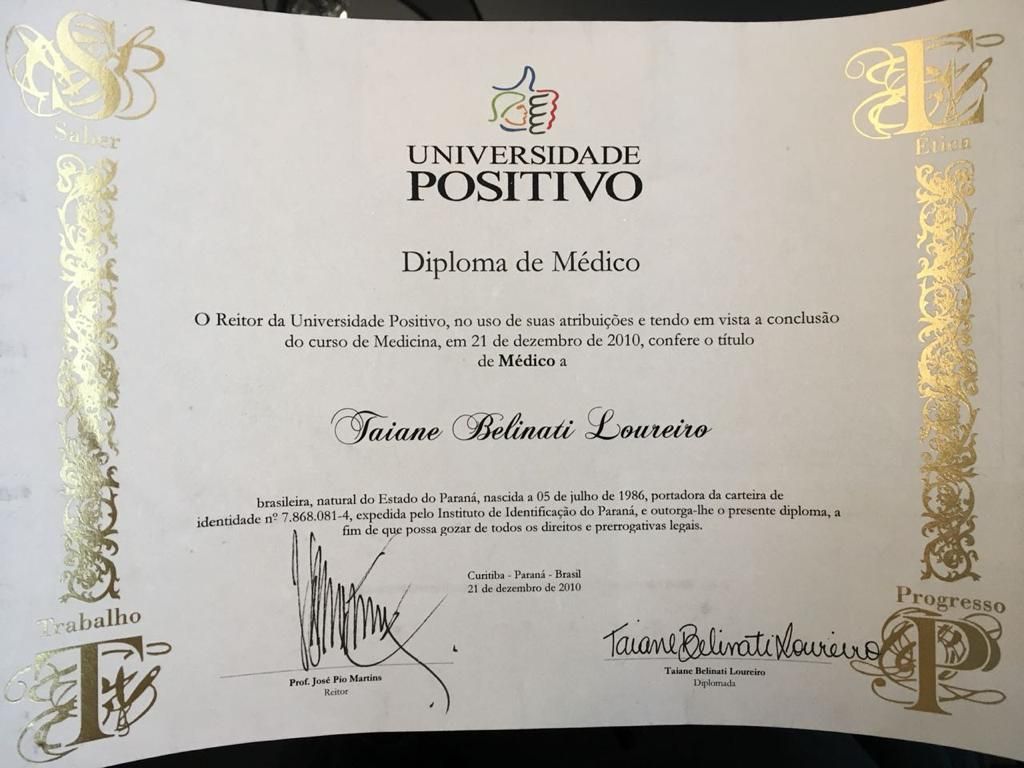 Saber
Ética
UNIVERSIDADE
POSITIVO
Diploma de Médico
O Reitor da Universidade Positivo, no uso de suas atribuições e tendo em vista a conclusão
do curso de Medicina, em 21 de dezembro de 2010, confere o título
de Médico a
Taiane Belinati Loureiro
brasileira, natural do Estado do Paraná, nascida a 05 de julho de 1986, portadora da carteira de
identidade nº 7.868.081-4, expedida pelo Instituto de Identificação do Paraná, e outorga-lhe o presente diploma, a
fim de que possa gozar de todos os direitos e prerrogativas legais.
Curitiba - Paraná - Brasil
21 de dezembro de 2010
Trabalho
Progresso
Taiane Belinati Loureiro
Prof. José Pio Martins
Reitor
Taiane Belinati Loureiro
Diplomada
S
E
T
P